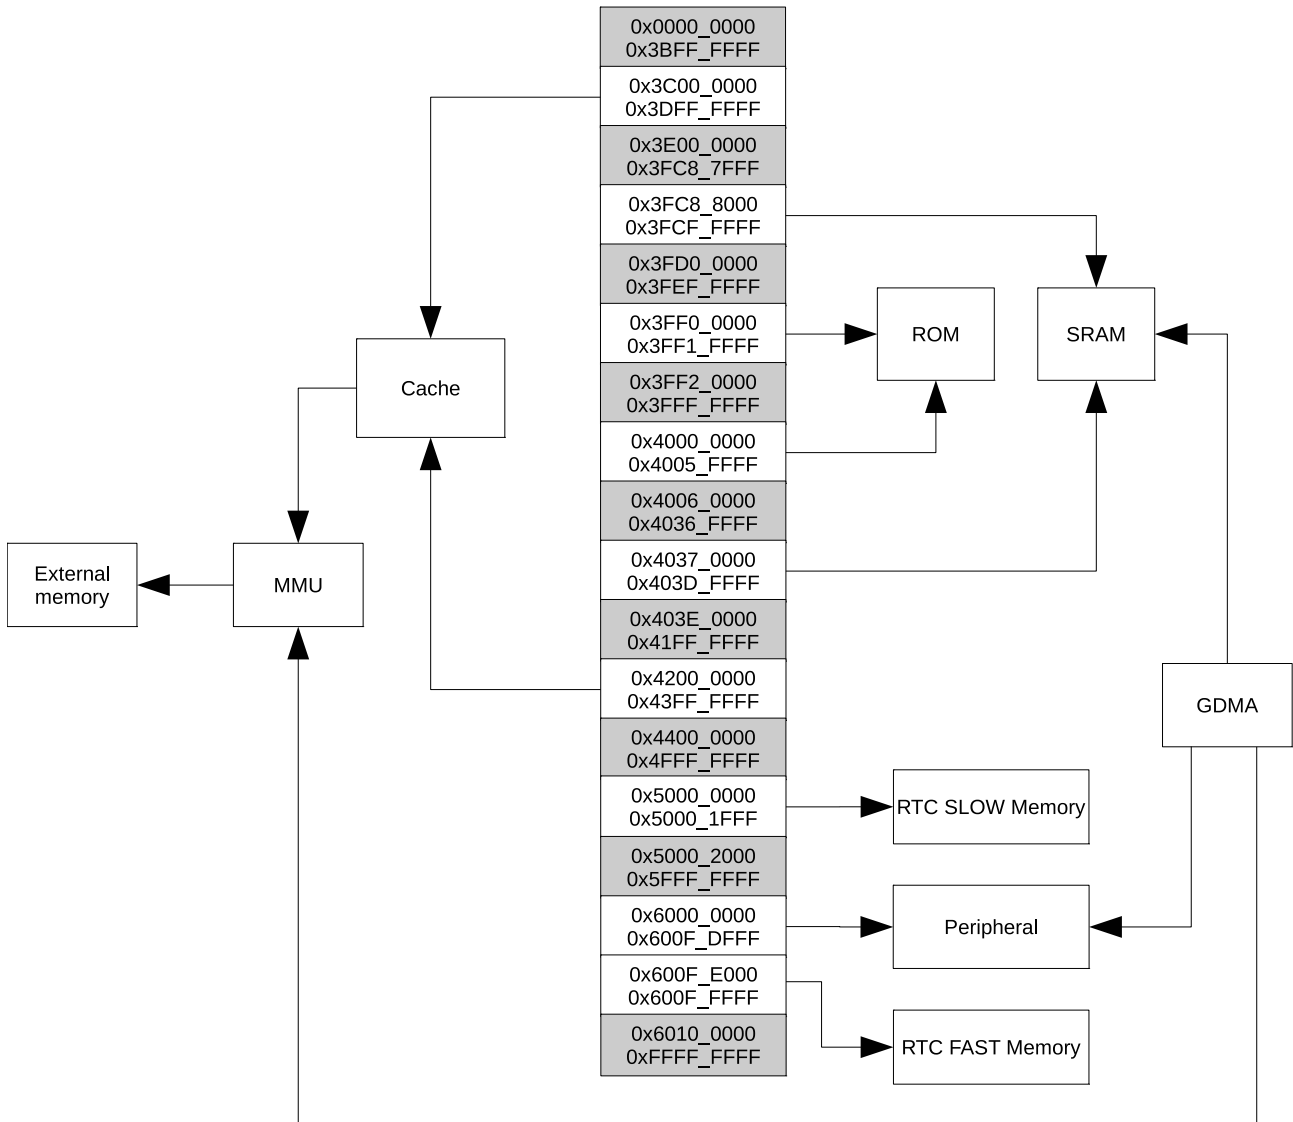 0x0000_0000
0x3BFF_FFFF
0x3C00_0000
0x3DFF_FFFF
0x3E00_0000
0x3FC8_7FFF
0x3FC8_8000
0x3FCF_FFFF
0x3FD0_0000
0x3FEF_FFFF
0x3FF0_0000
0x3FF1_FFFF
0x3FF2_0000
0x3FFF_FFFF
0x4000_0000
0x4005_FFFF
0x4006_0000
0x4036_FFFF
0x4037_0000
0x403D_FFFF
0x403E_0000
0x41FF_FFFF
0x4200_0000
0x43FF_FFFF
0x4400_0000
0x4FFF_FFFF
0x5000_0000
0x5000_1FFF
0x5000_2000
0x5FFF_FFFF
0x6000_0000
0x600F_DFFF
0x600F_E000
0x600F_FFFF
0x6010_0000
0xFFFF_FFFF
Cache
External
memory
MMU
ROM
SRAM
GDMA
RTC SLOW Memory
Peripheral
RTC FAST Memory